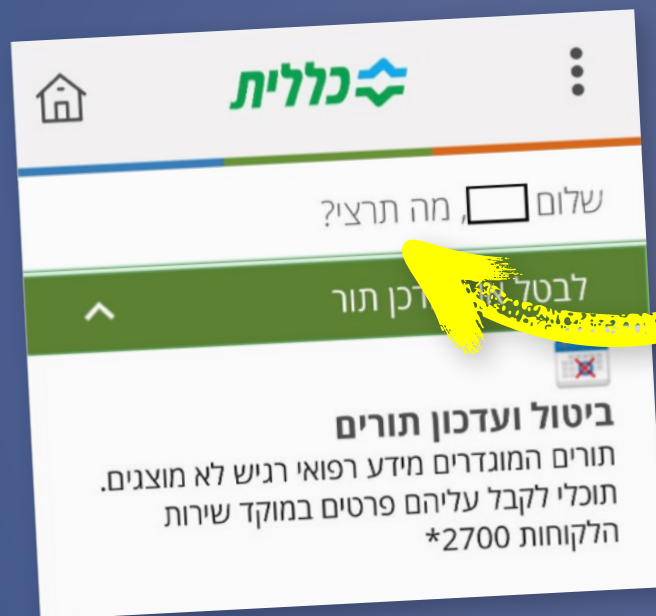 כללית
שלום , מה תרצי?
לבטל תור
ביטול ועדכון תורים
תורים המוגדרים מידע רפואי רגיש לא מוצגים.
תוכלי לקבל עליהם פרטים במוקד שירות
הלקוחות 2700*